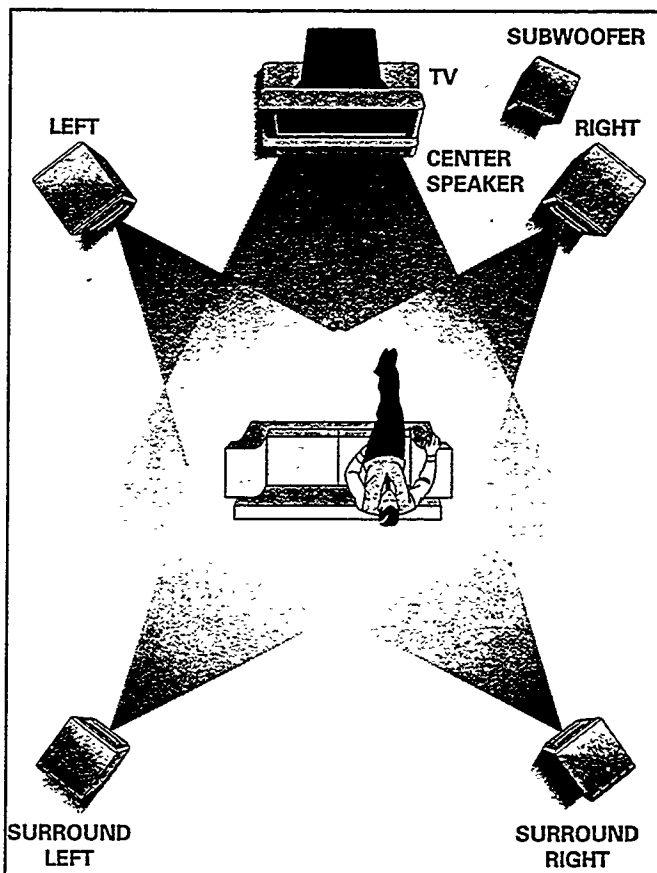 SUBWOOFER
TV
LEFT
RIGHT
CENTER
SPEAKER
SURROUND
LEFT
SURROUND
RIGHT